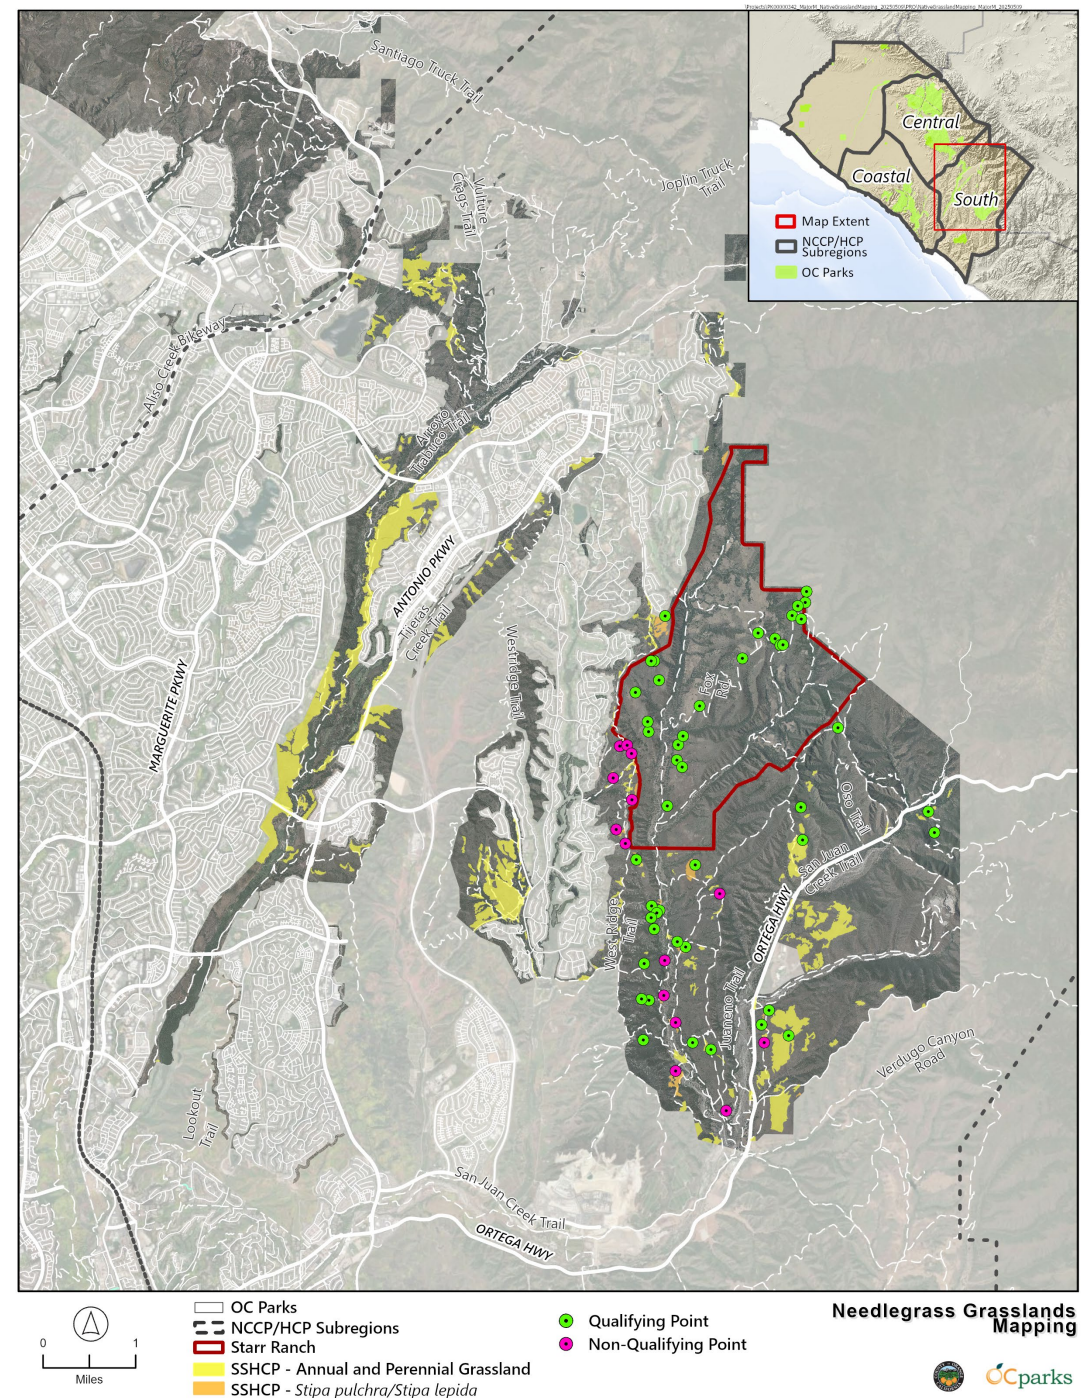 \Projects\PK00000342_MajorM_NativeGrasslandMapping_20250509\PRO\NativeGrasslandMapping_MajorM_20250509
Santiago Truck Trail
Joplin Truck
Trail
Vulture
Crags Trail
Central
Coastal
South
Map Extent
NCCP/HCP
Subregions
OC Parks
Aliso Creek Bikeway
Arroyo
Trabuco Trail
ANTONIO PKWY
Tijeras
Creek Trail
Westridge Trail
MARGUERITE PKWY
Fox
Rd.
Oso Trail
San Juan
Creek Trail
ORTEGA HWY
West Ridge
Trail
Juaneno Trail
Verdugo Canyon
Road
Lookout
Trail
San Juan Creek Trail
ORTEGA HWY
0 1
Miles
OC Parks
NCCP/HCP Subregions
Starr Ranch
SSHCP - Annual and Perennial Grassland
SSHCP - Stipa pulchra/Stipa lepida
Qualifying Point
Non-Qualifying Point
Needlegrass Grasslands
Mapping
OCparks